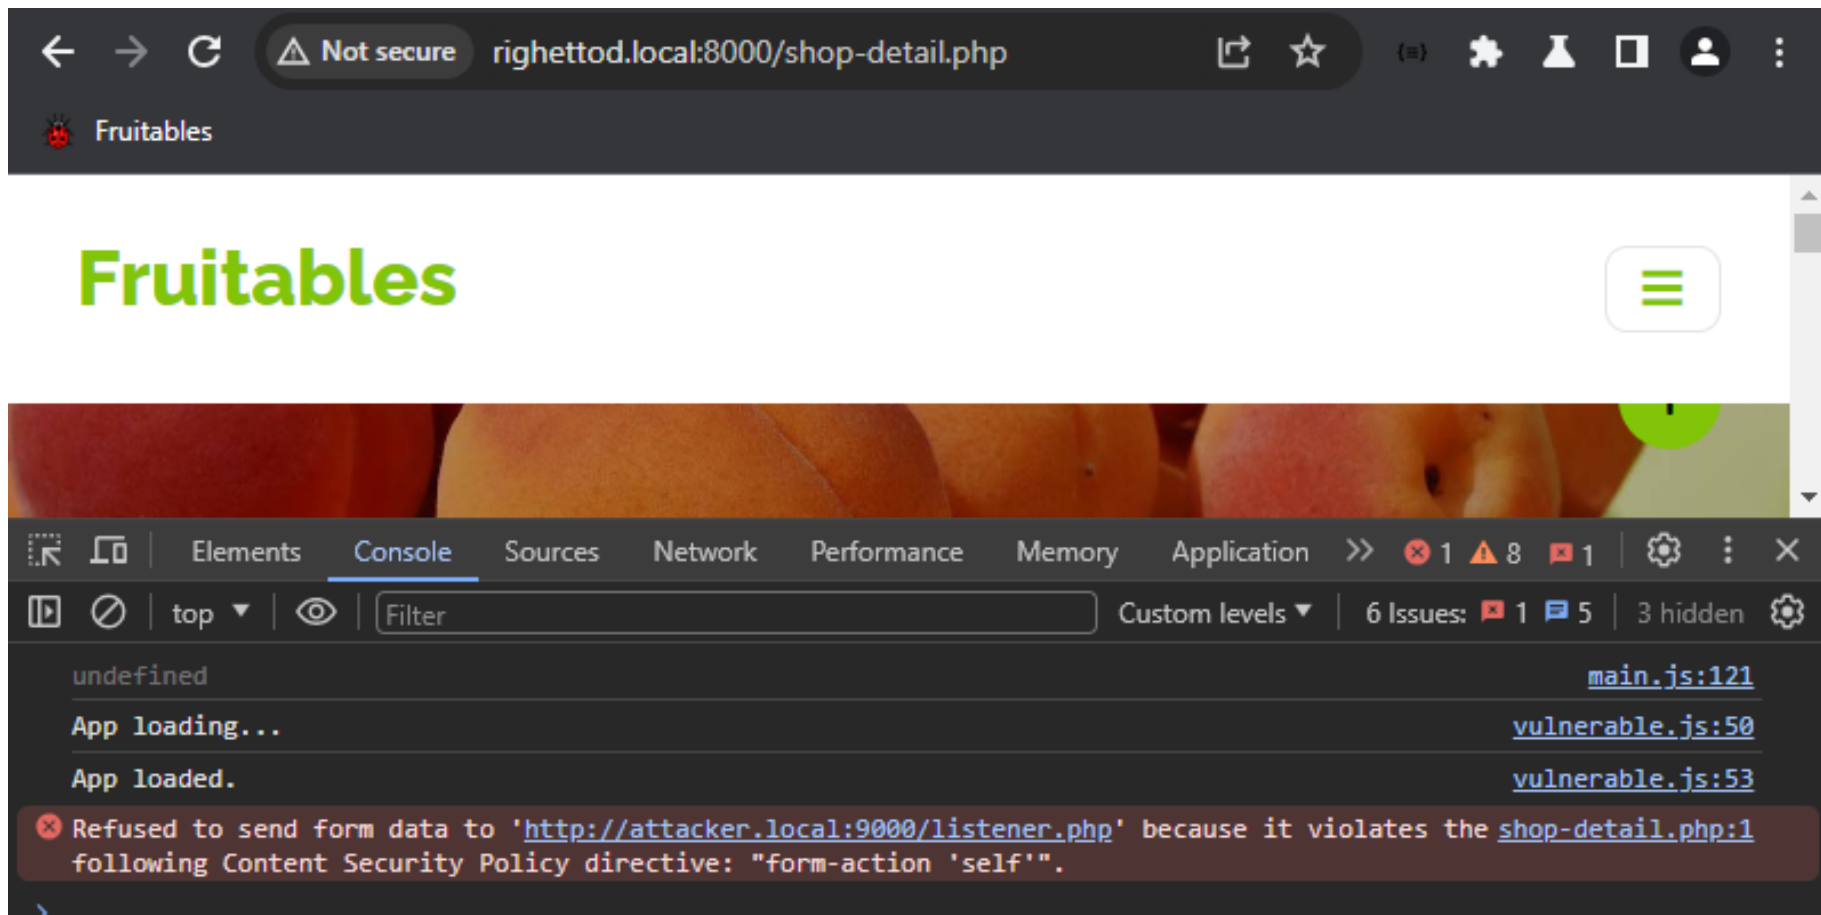 Not secure righettod.local:8000/shop-detail.php
Fruitables
Fruitables
Elements Console Sources Network Performance Memory Application 1 8 1
top Filter Custom levels 6 Issues: 1 5 3 hidden
undefined main.js:121
App loading... vulnerable.js:50
App loaded. vulnerable.js:53
Refused to send form data to 'http://attacker.local:9000/listener.php' because it violates the shop-detail.php:1
following Content Security Policy directive: "form-action 'self'".